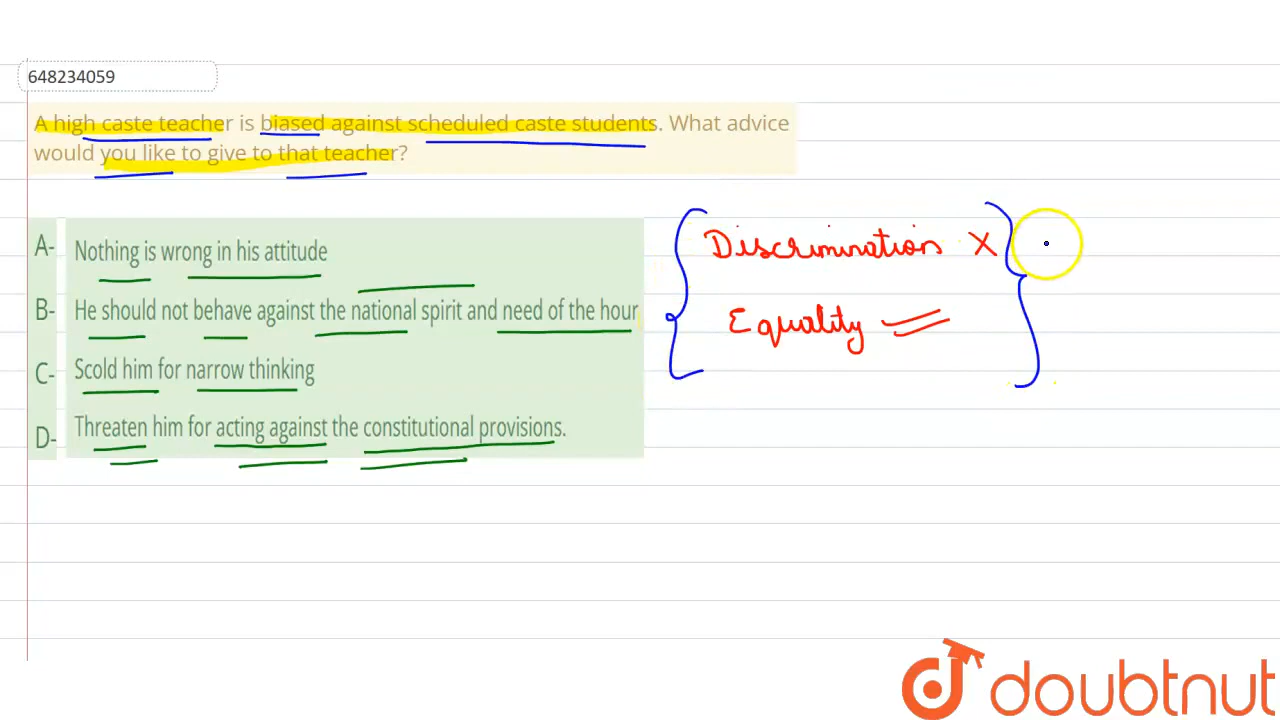 648234059
A high caste teacher is biased against scheduled caste students. What advice
would you like to give to that teacher?
A- Nothing is wrong in his attitude
B- He should not behave against the national spirit and need of the hour
C- Scold him for narrow thinking
D- Threaten him for acting against the constitutional provisions.
Discrimination X
Equality
doubtnut